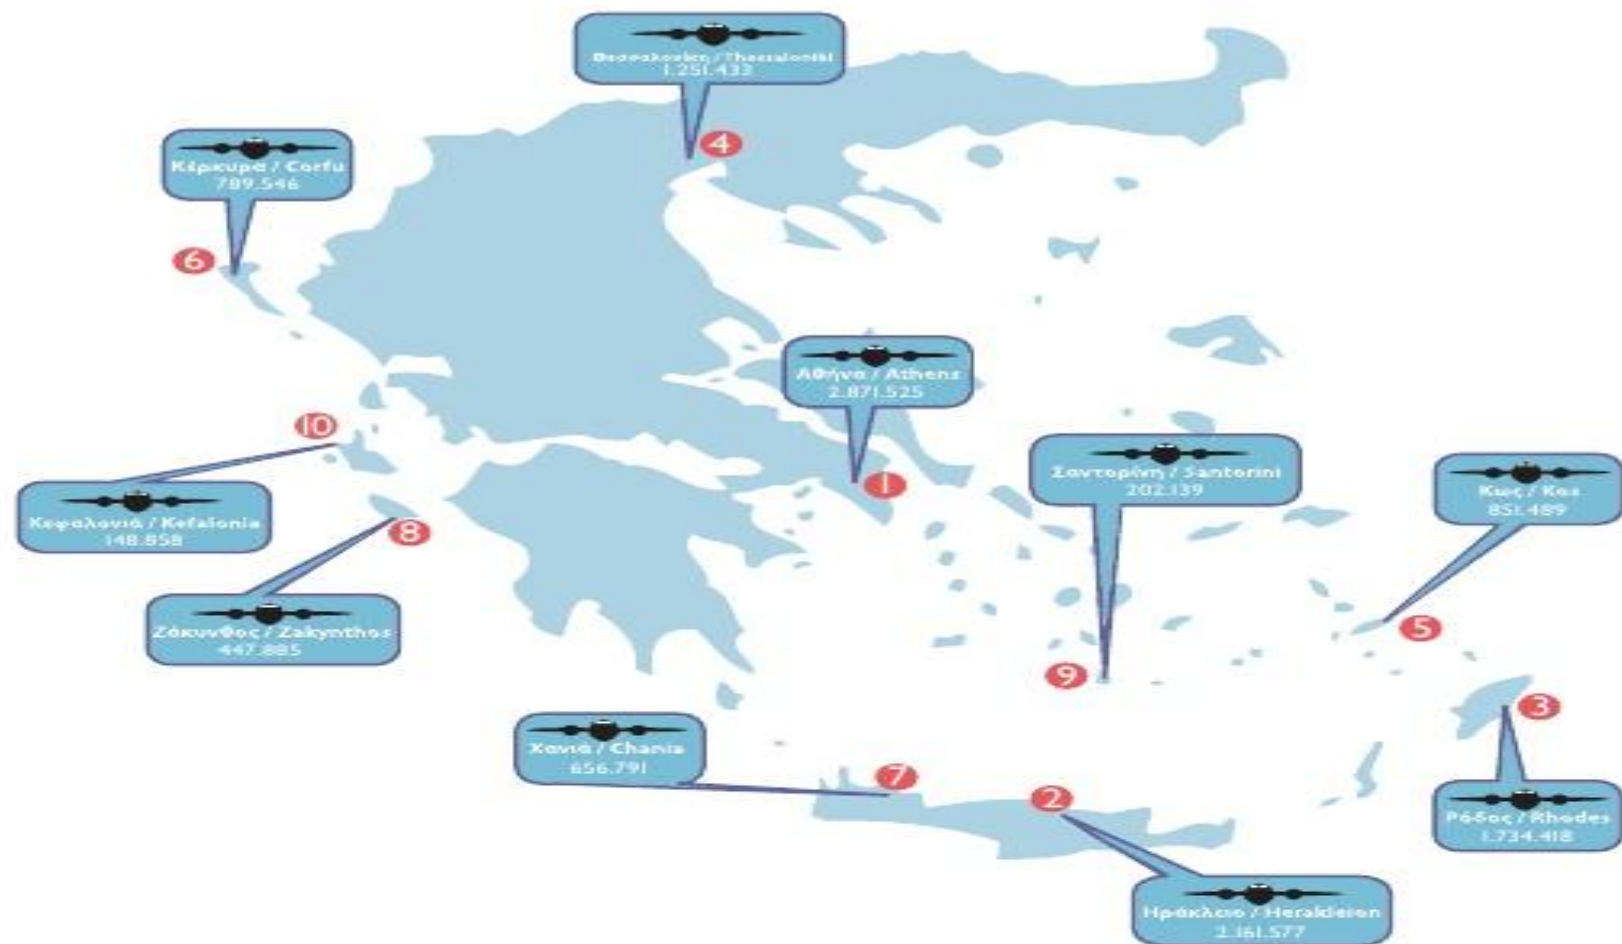 Θεσσαλονίκη / Thessaloniki
1.251.433
4
Κέρκυρα / Corfu
789.546
6
Αθήνα / Athens
2.871.525
1
10
Κεφαλονιά / Kefalonia
148.858
8
Ζάκυνθος / Zakynthos
447.885
Σαντορίνη / Santorini
202.139
9
Κως / Kos
851.489
5
3
Ρόδος / Rhodes
1.734.418
Χανιά / Chania
656.791
7
2
Ηράκλειο / Herakleion
2.161.577